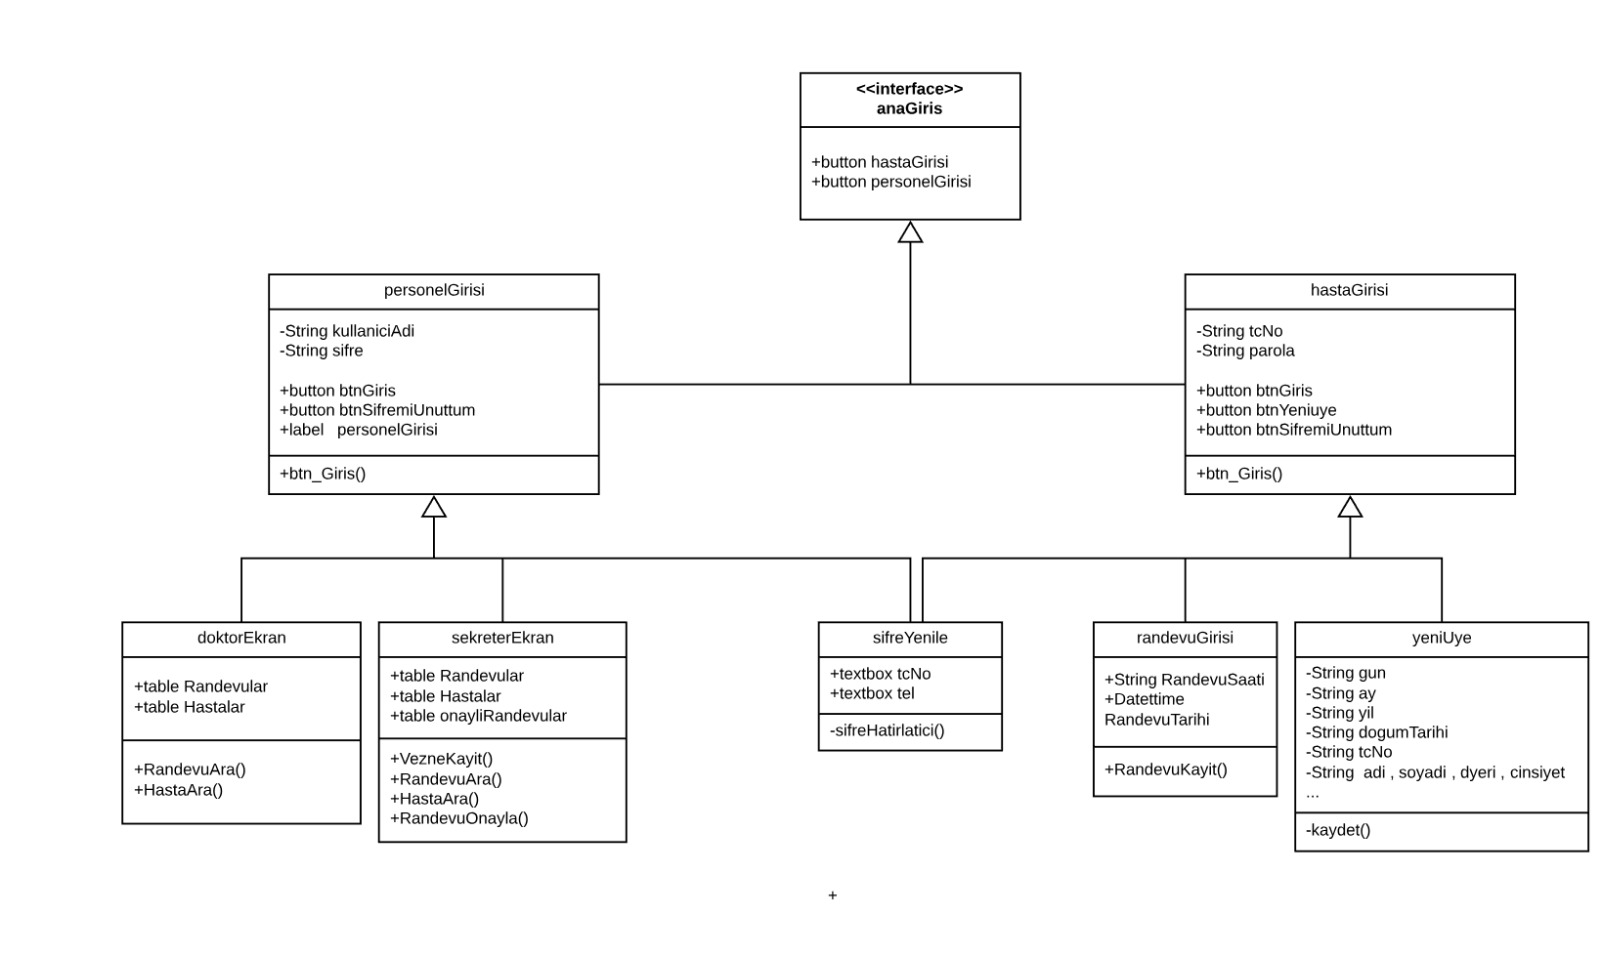 <<interface>>
anaGiris
+button hastaGirisi
+button personelGirisi
personelGirisi
-String kullaniciAdi
-String sifre
+button btnGiris
+button btnSifremiUnuttum
+label   personelGirisi
+btn_Giris()
hastaGirisi
-String tcNo
-String parola
+button btnGiris
+button btnYeniuye
+button btnSifremiUnuttum
+btn_Giris()
doktorEkran
+table Randevular
+table Hastalar
+RandevuAra()
+HastaAra()
sekreterEkran
+table Randevular
+table Hastalar
+table onayliRandevular
+VezneKayit()
+RandevuAra()
+HastaAra()
+RandevuOnayla()
sifreYenile
+textbox tcNo
+textbox tel
-sifreHatirlatici()
randevuGirisi
+String RandevuSaati
+Datettime
RandevuTarihi
+RandevuKayit()
yeniUye
-String gun
-String ay
-String yil
-String dogumTarihi
-String tcNo
-String  adi , soyadi , dyeri , cinsiyet
...
-kaydet()
+